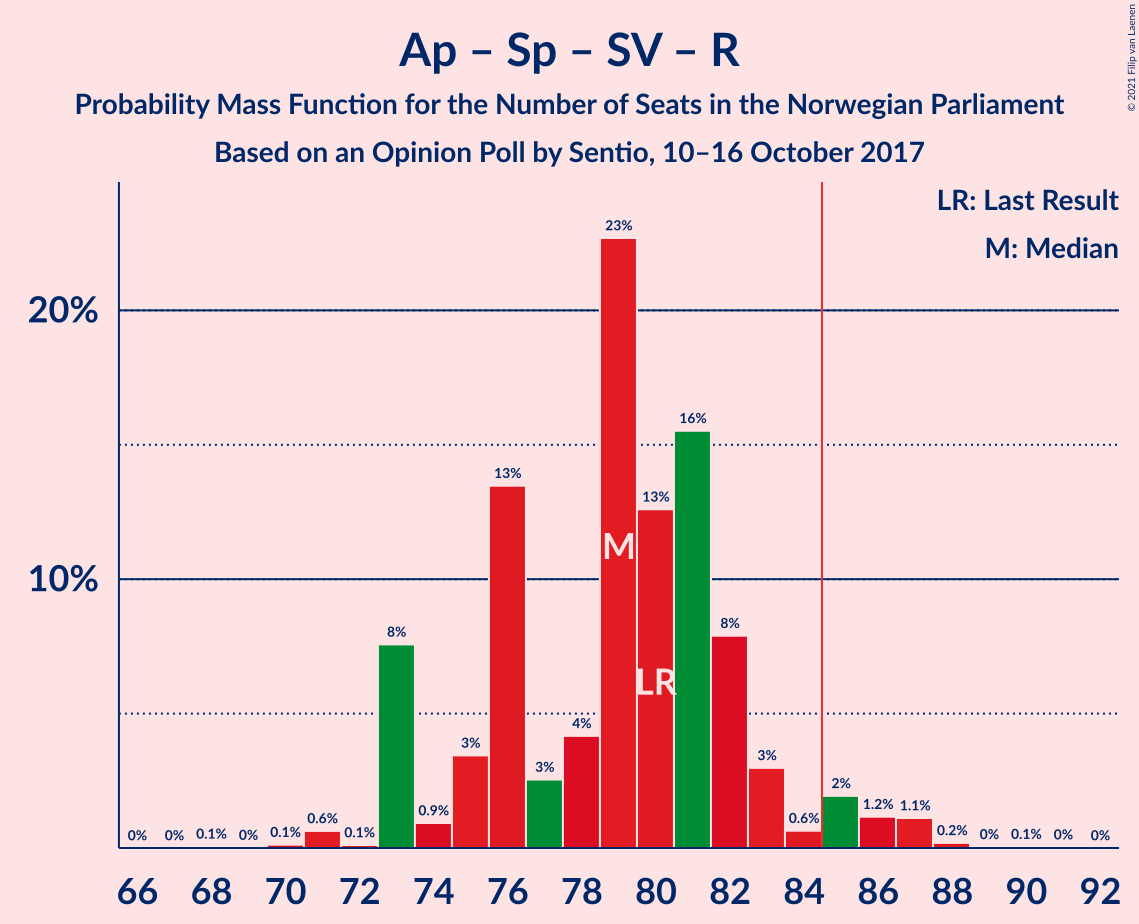 Ap – Sp – SV – R
Probability Mass Function for the Number of Seats in the Norwegian Parliament
Based on an Opinion Poll by Sentio, 10–16 October 2017
© 2021 Filip van Laenen
LR: Last Result
M: Median
20%
10%
0% 0% 0.1% 0% 0.1% 0.6% 0.1% 8% 0.9% 3% 13% 3% 4% 23% 13% 16% 8% 3% 0.6% 2% 1.2% 1.1% 0.2% 0% 0.1% 0% 0%
M
LR
66 68 70 72 74 76 78 80 82 84 86 88 90 92